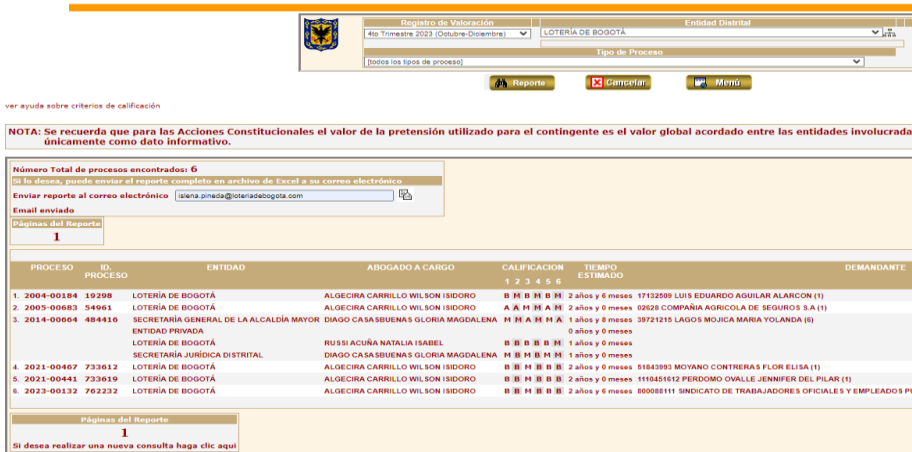 Registro de Valoración Entidad Distrital
4to Trimestre 2023 (Octubre-Diciembre) LOTERÍA DE BOGOTÁ
Tipo de Proceso
[todos los tipos de proceso]
Reporte Cancelar Menú
ver ayuda sobre criterios de calificación
NOTA: Se recuerda que para las Acciones Constitucionales el valor de la pretensión utilizado para el contingente es el valor global acordado entre las entidades involucrada
únicamente como dato informativo.
Número Total de procesos encontrados: 6
Si lo desea, puede enviar el reporte completo en archivo de Excel a su correo electrónico
Enviar reporte al correo electrónico islena.pineda@loteriadebogota.com
Email enviado
Páginas del Reporte
1
PROCESO ID. PROCESO ENTIDAD ABOGADO A CARGO CALIFICACION TIEMPO ESTIMADO DEMANDANTE
1 2 3 4 5 6
1. 2004-00184 19298 LOTERÍA DE BOGOTÁ ALGECIRA CARRILLO WILSON ISIDORO B M B M B M 2 años y 6 meses 17132509 LUIS EDUARDO AGUILAR ALARCON (1)
2. 2005-00683 54961 LOTERÍA DE BOGOTÁ ALGECIRA CARRILLO WILSON ISIDORO A A M A A M 2 años y 0 meses 02628 COMPAÑIA AGRICOLA DE SEGUROS S.A (1)
3. 2014-00664 484416 SECRETARÍA GENERAL DE LA ALCALDÍA MAYOR DIAGO CASASBUENAS GLORIA MAGDALENA M M A M M A 1 años y 8 meses 39721215 LAGOS MOJICA MARIA YOLANDA (6)
ENTIDAD PRIVADA 0 años y 0 meses
LOTERÍA DE BOGOTÁ RUSSI ACUÑA NATALIA ISABEL B B B B B M 1 años y 0 meses
SECRETARÍA JURÍDICA DISTRITAL DIAGO CASASBUENAS GLORIA MAGDALENA M B M B M M 1 años y 0 meses
4. 2021-00467 733612 LOTERÍA DE BOGOTÁ ALGECIRA CARRILLO WILSON ISIDORO B B M B B B 2 años y 0 meses 51843993 MOYANO CONTRERAS FLOR ELISA (1)
5. 2021-00441 733619 LOTERÍA DE BOGOTÁ ALGECIRA CARRILLO WILSON ISIDORO B B M B B B 2 años y 0 meses 1110451612 PERDOMO OVALLE JENNIFER DEL PILAR (1)
6. 2023-00132 762232 LOTERÍA DE BOGOTÁ ALGECIRA CARRILLO WILSON ISIDORO B B M B B B 2 años y 6 meses 800088111 SINDICATO DE TRABAJADORES OFICIALES Y EMPLEADOS PU
Páginas del Reporte
1
Si desea realizar una nueva consulta haga clic aquí